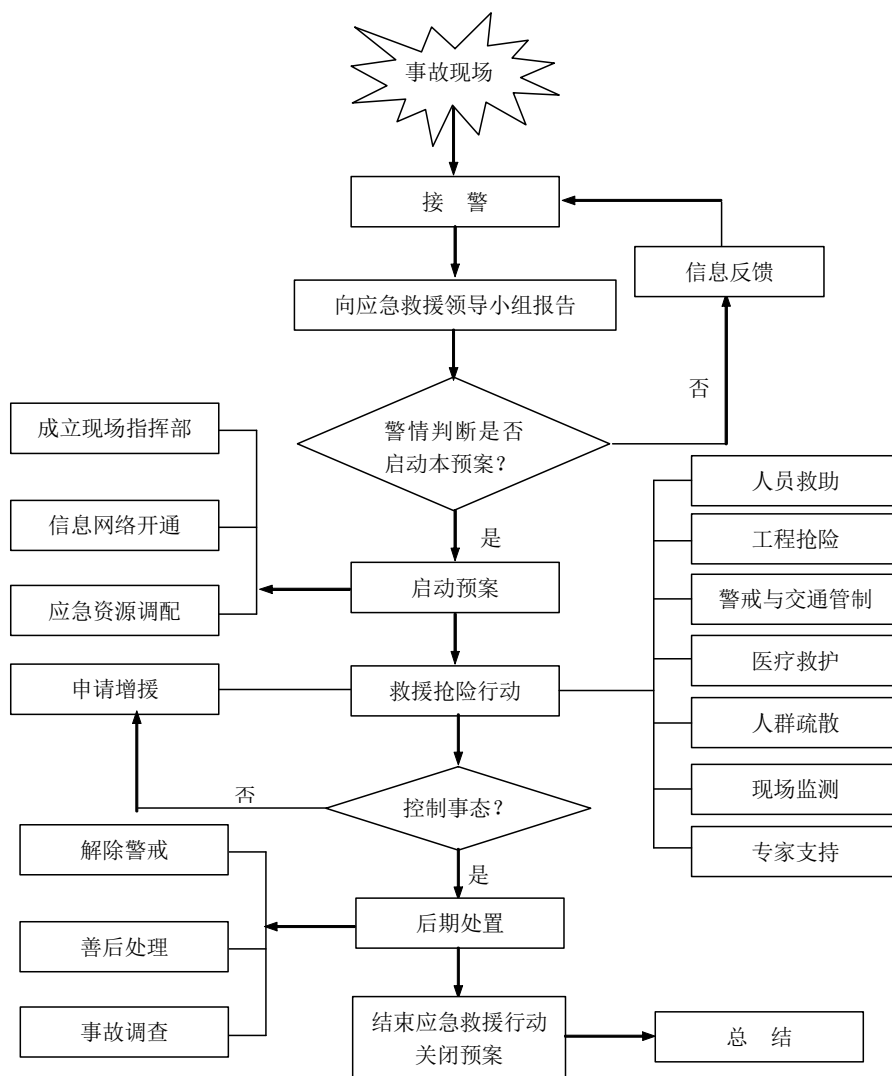 事故现场
接　警
信息反馈
向应急救援领导小组报告
否
警情判断是否
启动本预案？
成立现场指挥部
信息网络开通
应急资源调配
是
启动预案
人员救助
工程抢险
警戒与交通管制
医疗救护
人群疏散
现场监测
专家支持
申请增援
救援抢险行动
否
控制事态？
是
解除警戒
善后处理
事故调查
后期处置
结束应急救援行动
关闭预案
总　结